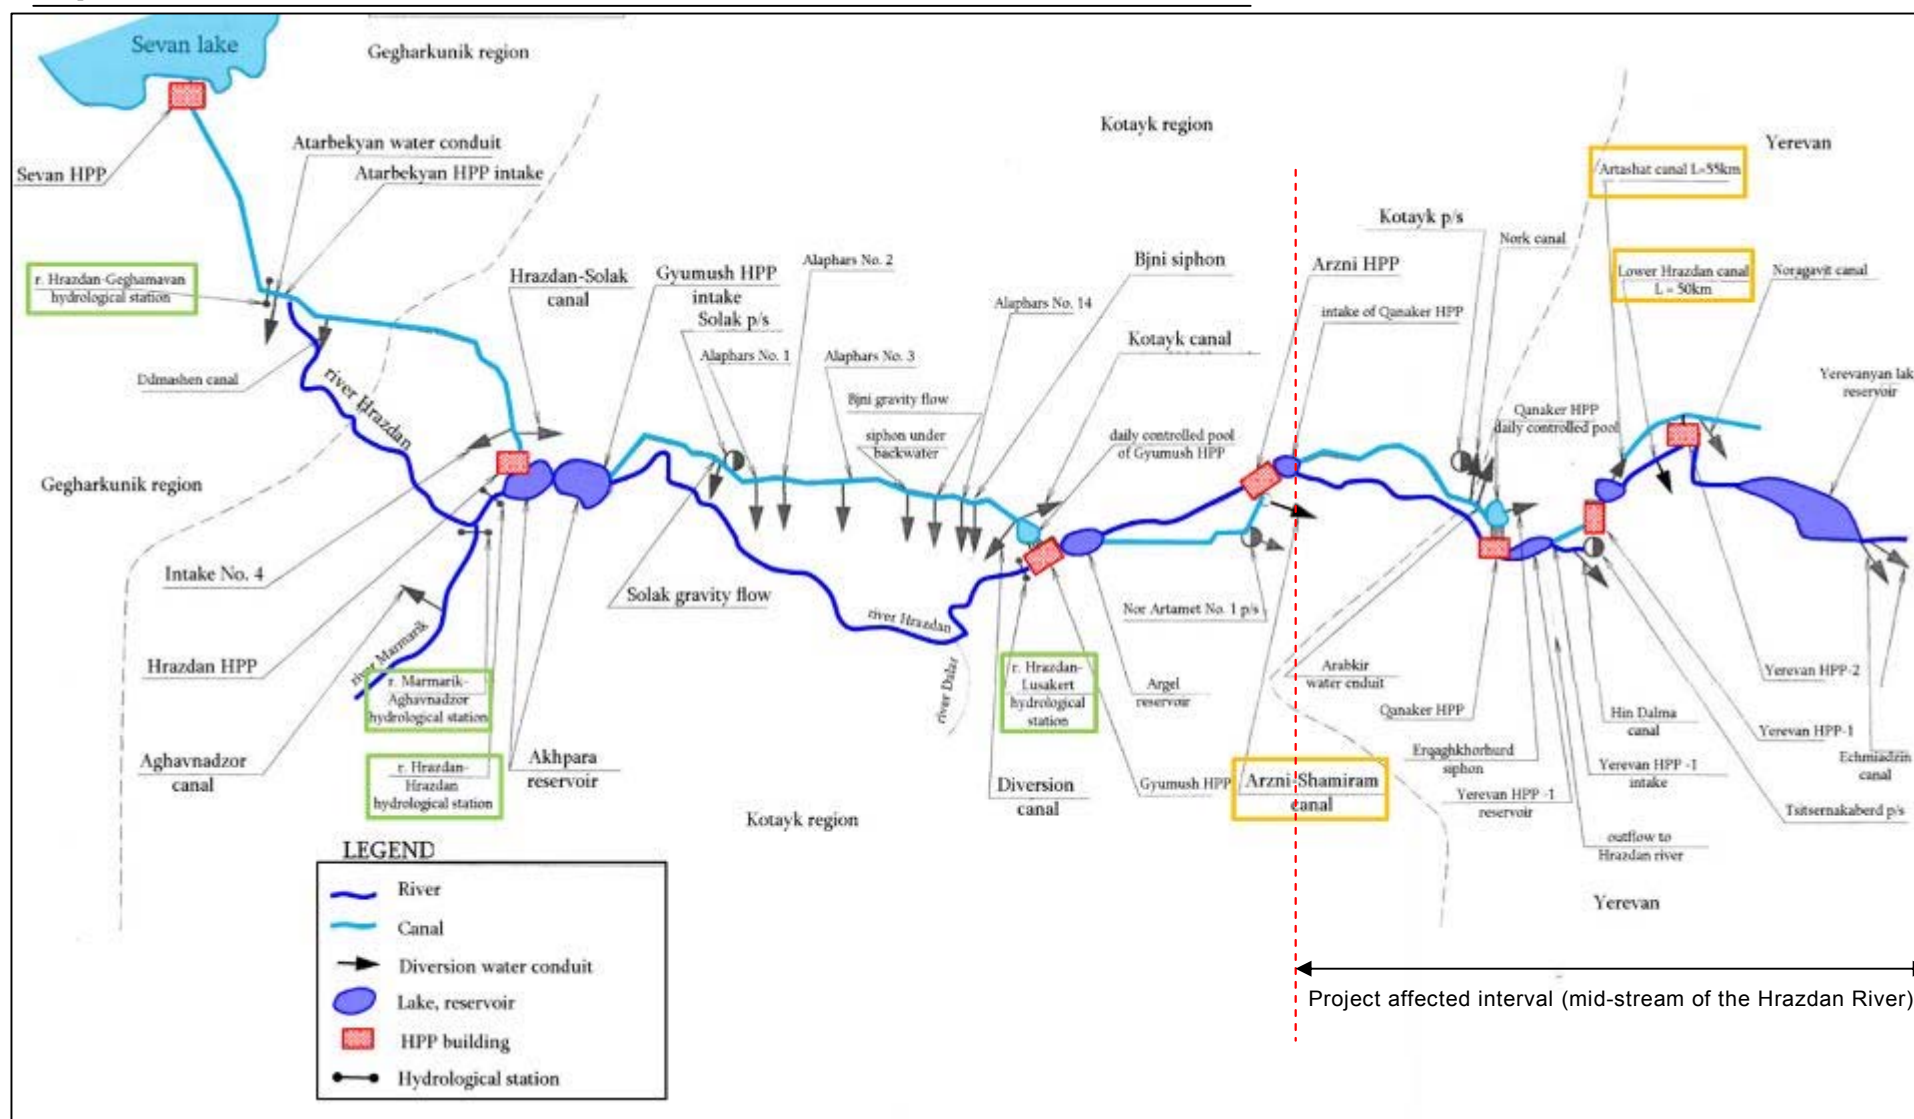 Sevan lake
Gegharkunik region
Kotayk region
Yerevan
Atarbekyan water conduit
Atarbekyan HPP intake
Sevan HPP
Artashat canal L=55km
Kotayk p/s
Nork canal
r. Hrazdan-Geghamavan
hydrological station
Hrazdan-Solak
canal
Gyumush HPP
intake
Solak p/s
Alaphars No. 2
Bjni siphon
Arzni HPP
Lower Hrazdan canal
L = 50km
Noragavit canal
Alaphars No. 14
intake of Qanaker HPP
Alaphars No. 1
Alaphars No. 3
Kotayk canal
Ddmashen canal
river Hrazdan
Bjni gravity flow
Yerevanyan lake
reservoir
siphon under
backwater
daily controlled pool
of Gyumush HPP
Qanaker HPP
daily controlled pool
Gegharkunik region
Intake No. 4
Solak gravity flow
river Hrazdan
Nor Artamet No. 1 p/s
Hrazdan HPP
river Marmarik
r. Marmarik-
Aghavnadzor
hydrological station
river Dalar
r. Hrazdan-
Lusakert
hydrological
station
Argel
reservoir
Arabkir
water cnduit
Yerevan HPP-2
Qanaker HPP
Hin Dalma
canal
Yerevan HPP-1
Aghavnadzor
canal
r. Hrazdan-
Hrazdan
hydrological station
Akhpara
reservoir
Diversion
canal
Gyumush HPP
Arzni-Shamiram
canal
Erqaghkhorhurd
siphon
Yerevan HPP -1
intake
Echmiadzin
canal
Yerevan HPP -1
reservoir
Tsitsernakaberd p/s
Kotayk region
outflow to
Hrazdan river
Yerevan
LEGEND
River
Canal
Diversion water conduit
Lake, reservoir
HPP building
Hydrological station
Project affected interval (mid-stream of the Hrazdan River)